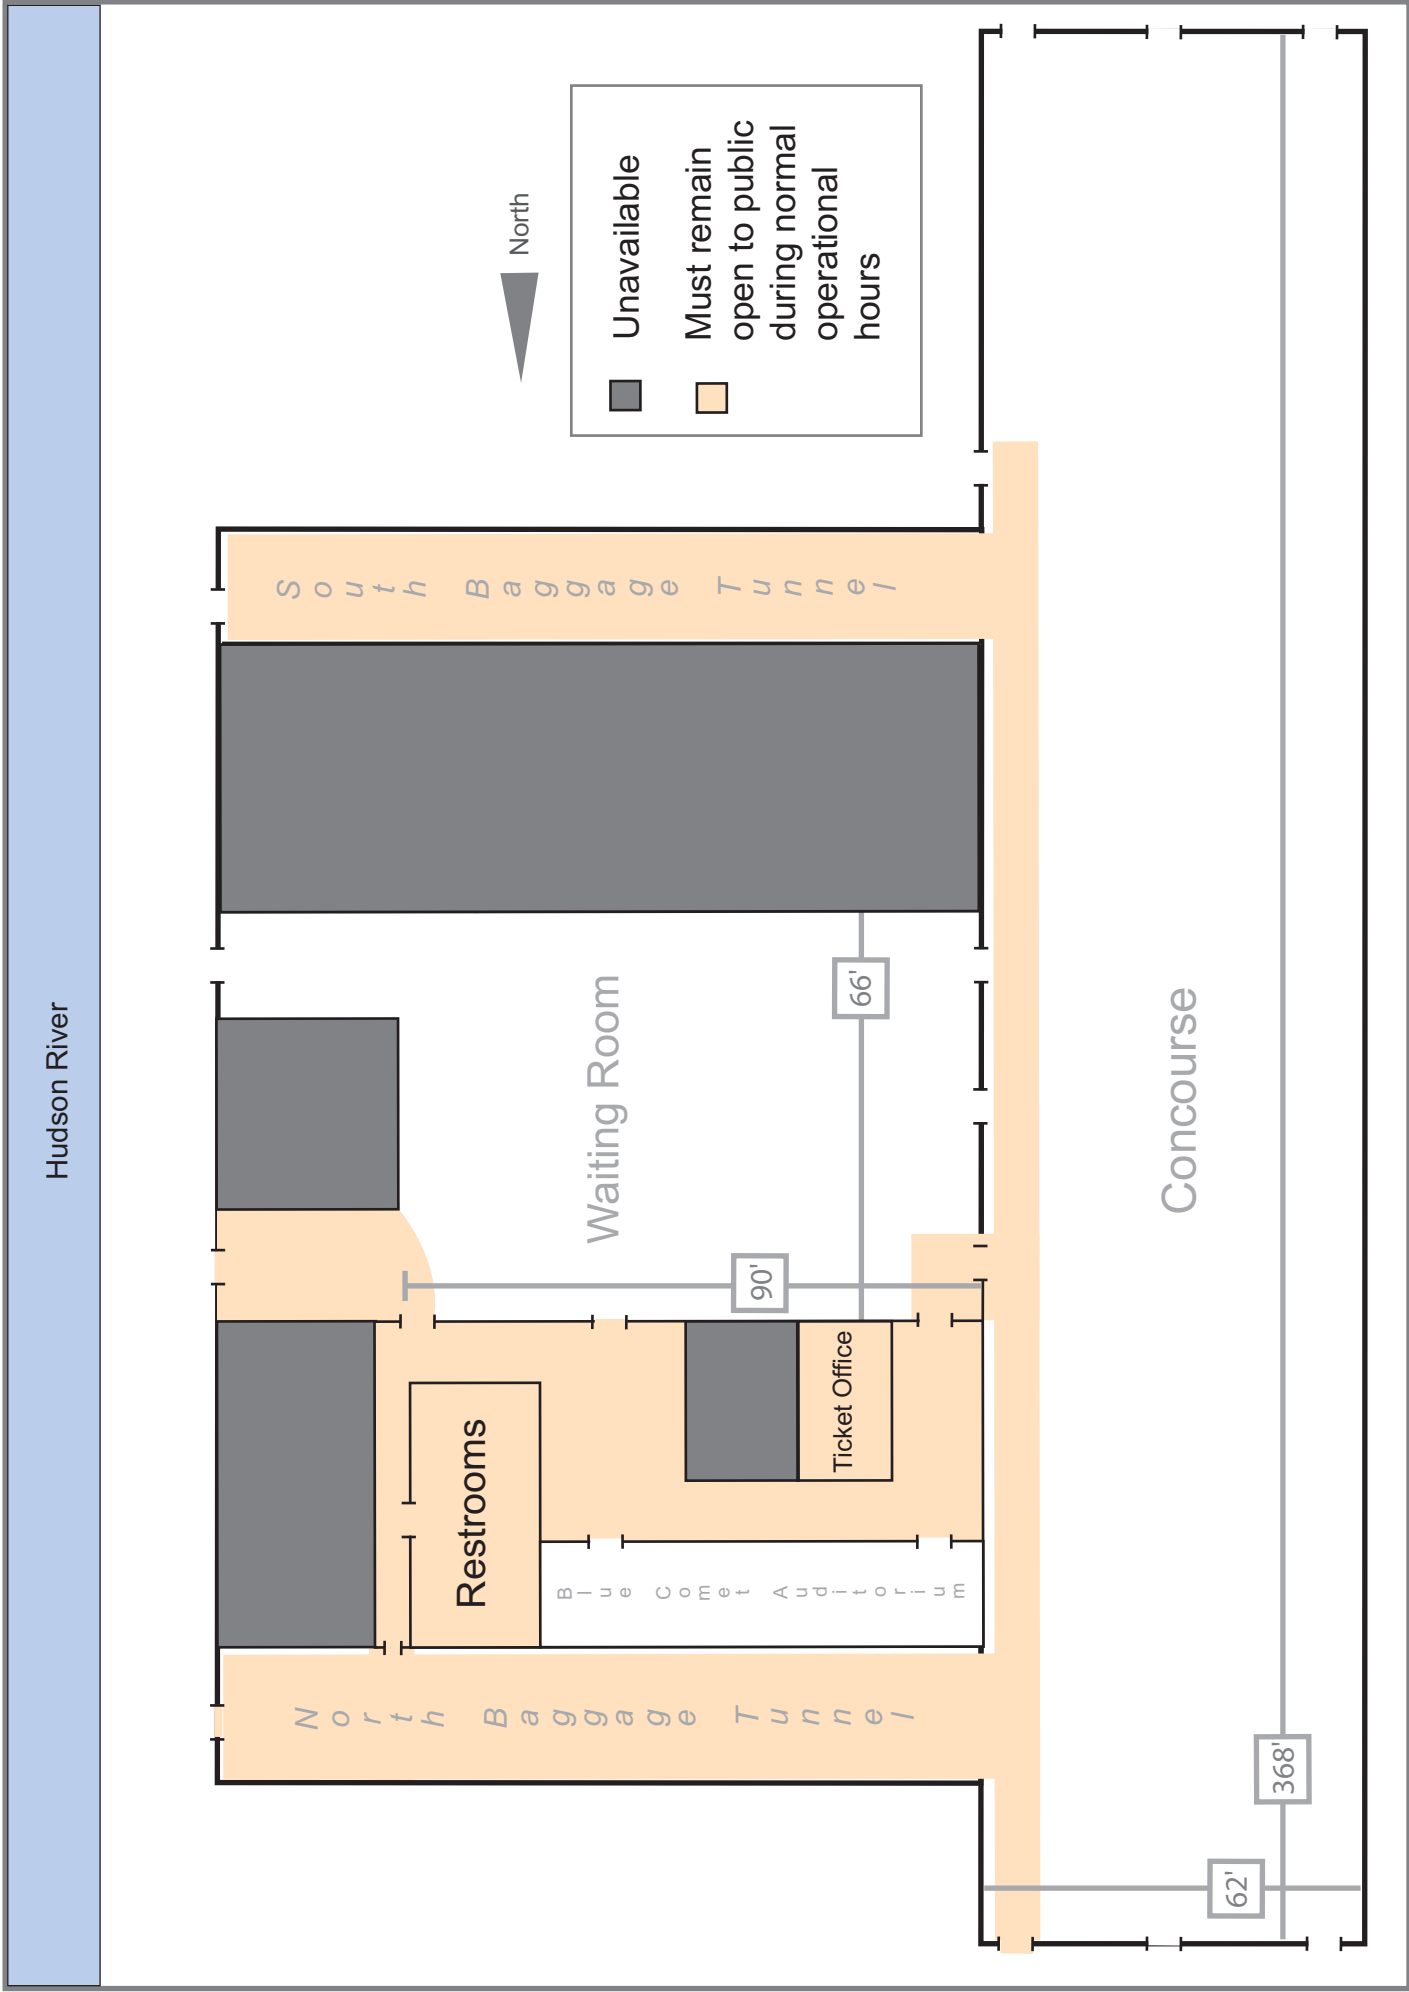 Hudson River
North
Unavailable
Must remain
open to public
during normal
operational
hours
South Baggage Tunnel
Waiting Room
66'
90'
Restrooms
Ticket Office
Blue Comet Auditorium
North Baggage Tunnel
Concourse
368'
62'